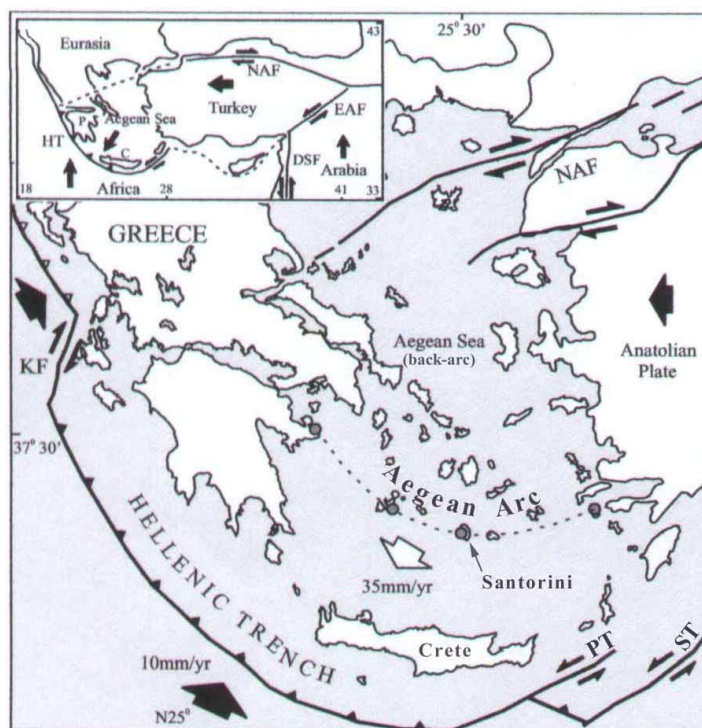 25° 30'
43
Eurasia
NAF
Turkey
P
Aegean Sea
EAF
HT
C
DSF
Arabia
Africa
18
28
41
33
NAF
GREECE
Aegean Sea
(back-arc)
Anatolian
Plate
KF
37° 30'
Aegean Arc
HELLENIC TRENCH
35mm/yr
Santorini
Crete
PT
ST
10mm/yr
N25°